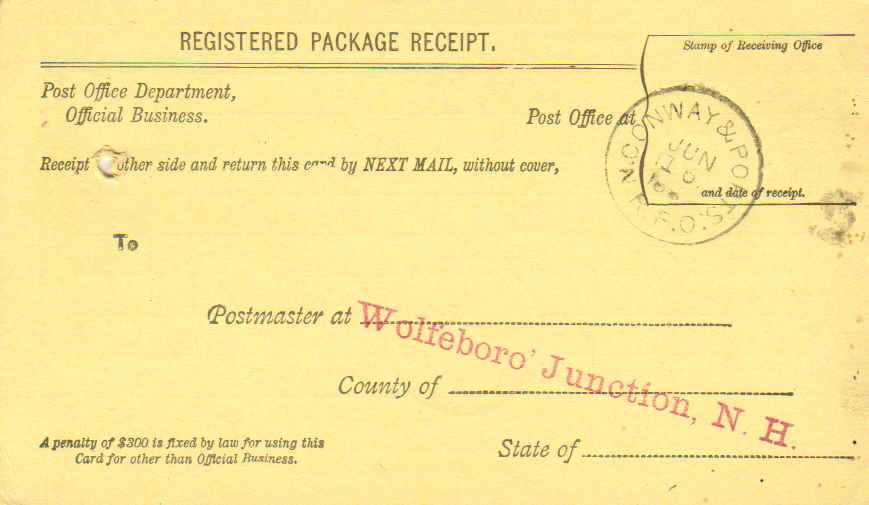 REGISTERED PACKAGE RECEIPT.
Stamp of Receiving Office
Post Office Department,
Official Business.
Post Office at
N. CONWAY & PORTS.
JUN
R.P.O.
Receipt other side and return this card by NEXT MAIL, without cover,
and date of receipt.
To
Postmaster at
Wolfeboro' Junction, N. H.
County of
A penalty of $300 is fixed by law for using this
Card for other than Official Business.
State of